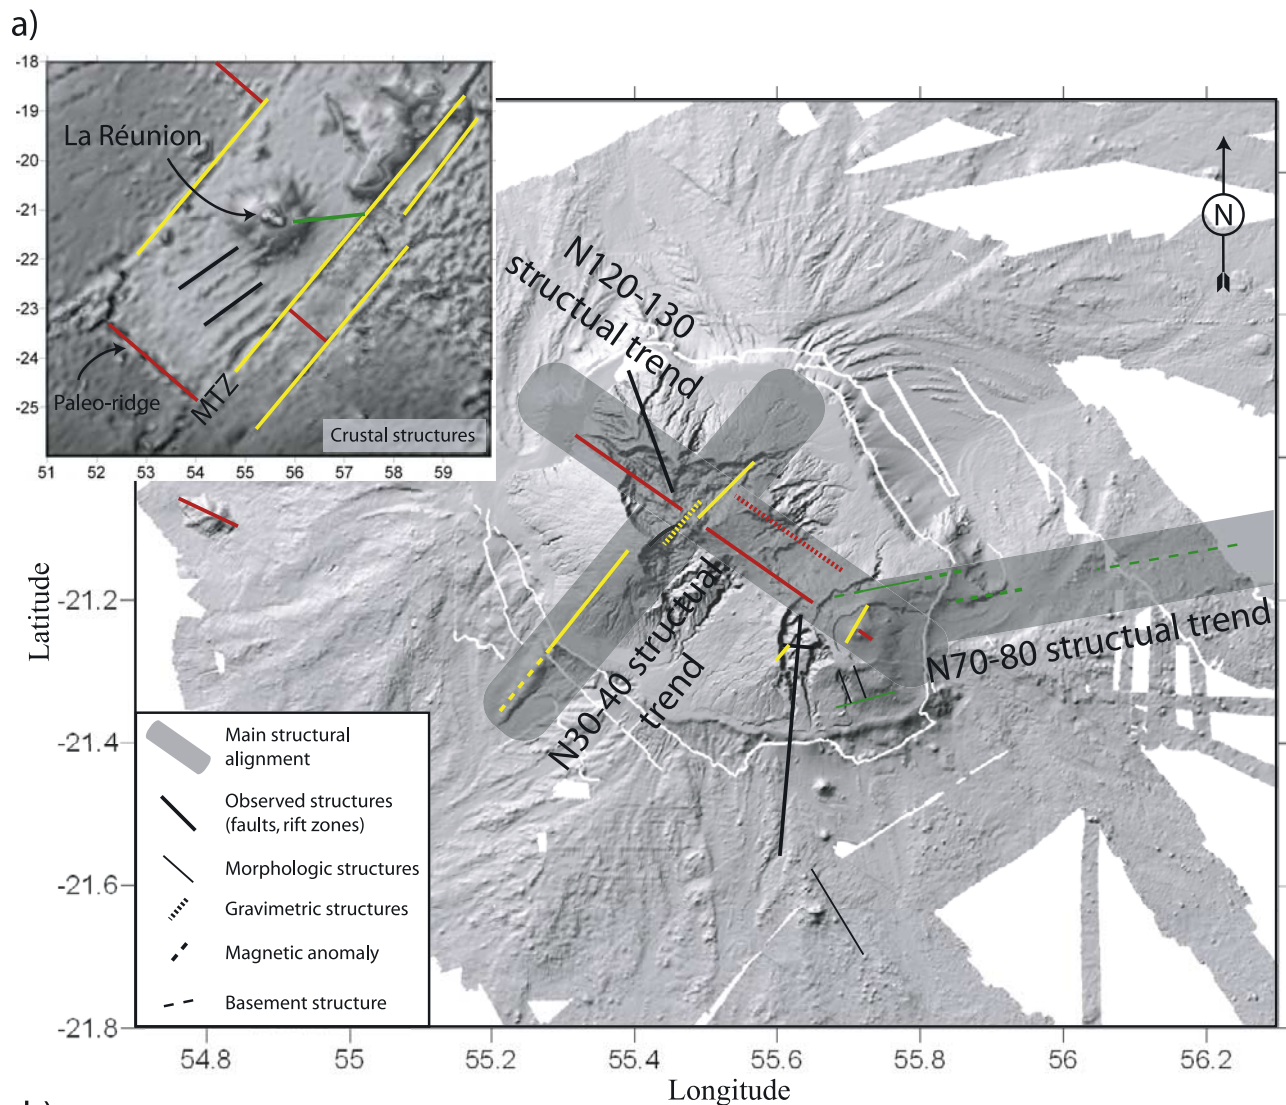 a)
-18
-19
-20
-21
-22
-23
-24
-25
51 52 53 54 55 56 57 58 59
La Réunion
Paleo-ridge
MTZ
Crustal structures
N
N120-130
structual trend
N30-40 structual
trend
N70-80 structual trend
Latitude
-21.2
-21.4
-21.6
-21.8
Main structural
alignment
Observed structures
(faults, rift zones)
Morphologic structures
Gravimetric structures
Magnetic anomaly
Basement structure
54.8 55 55.2 55.4 55.6 55.8 56 56.2
Longitude